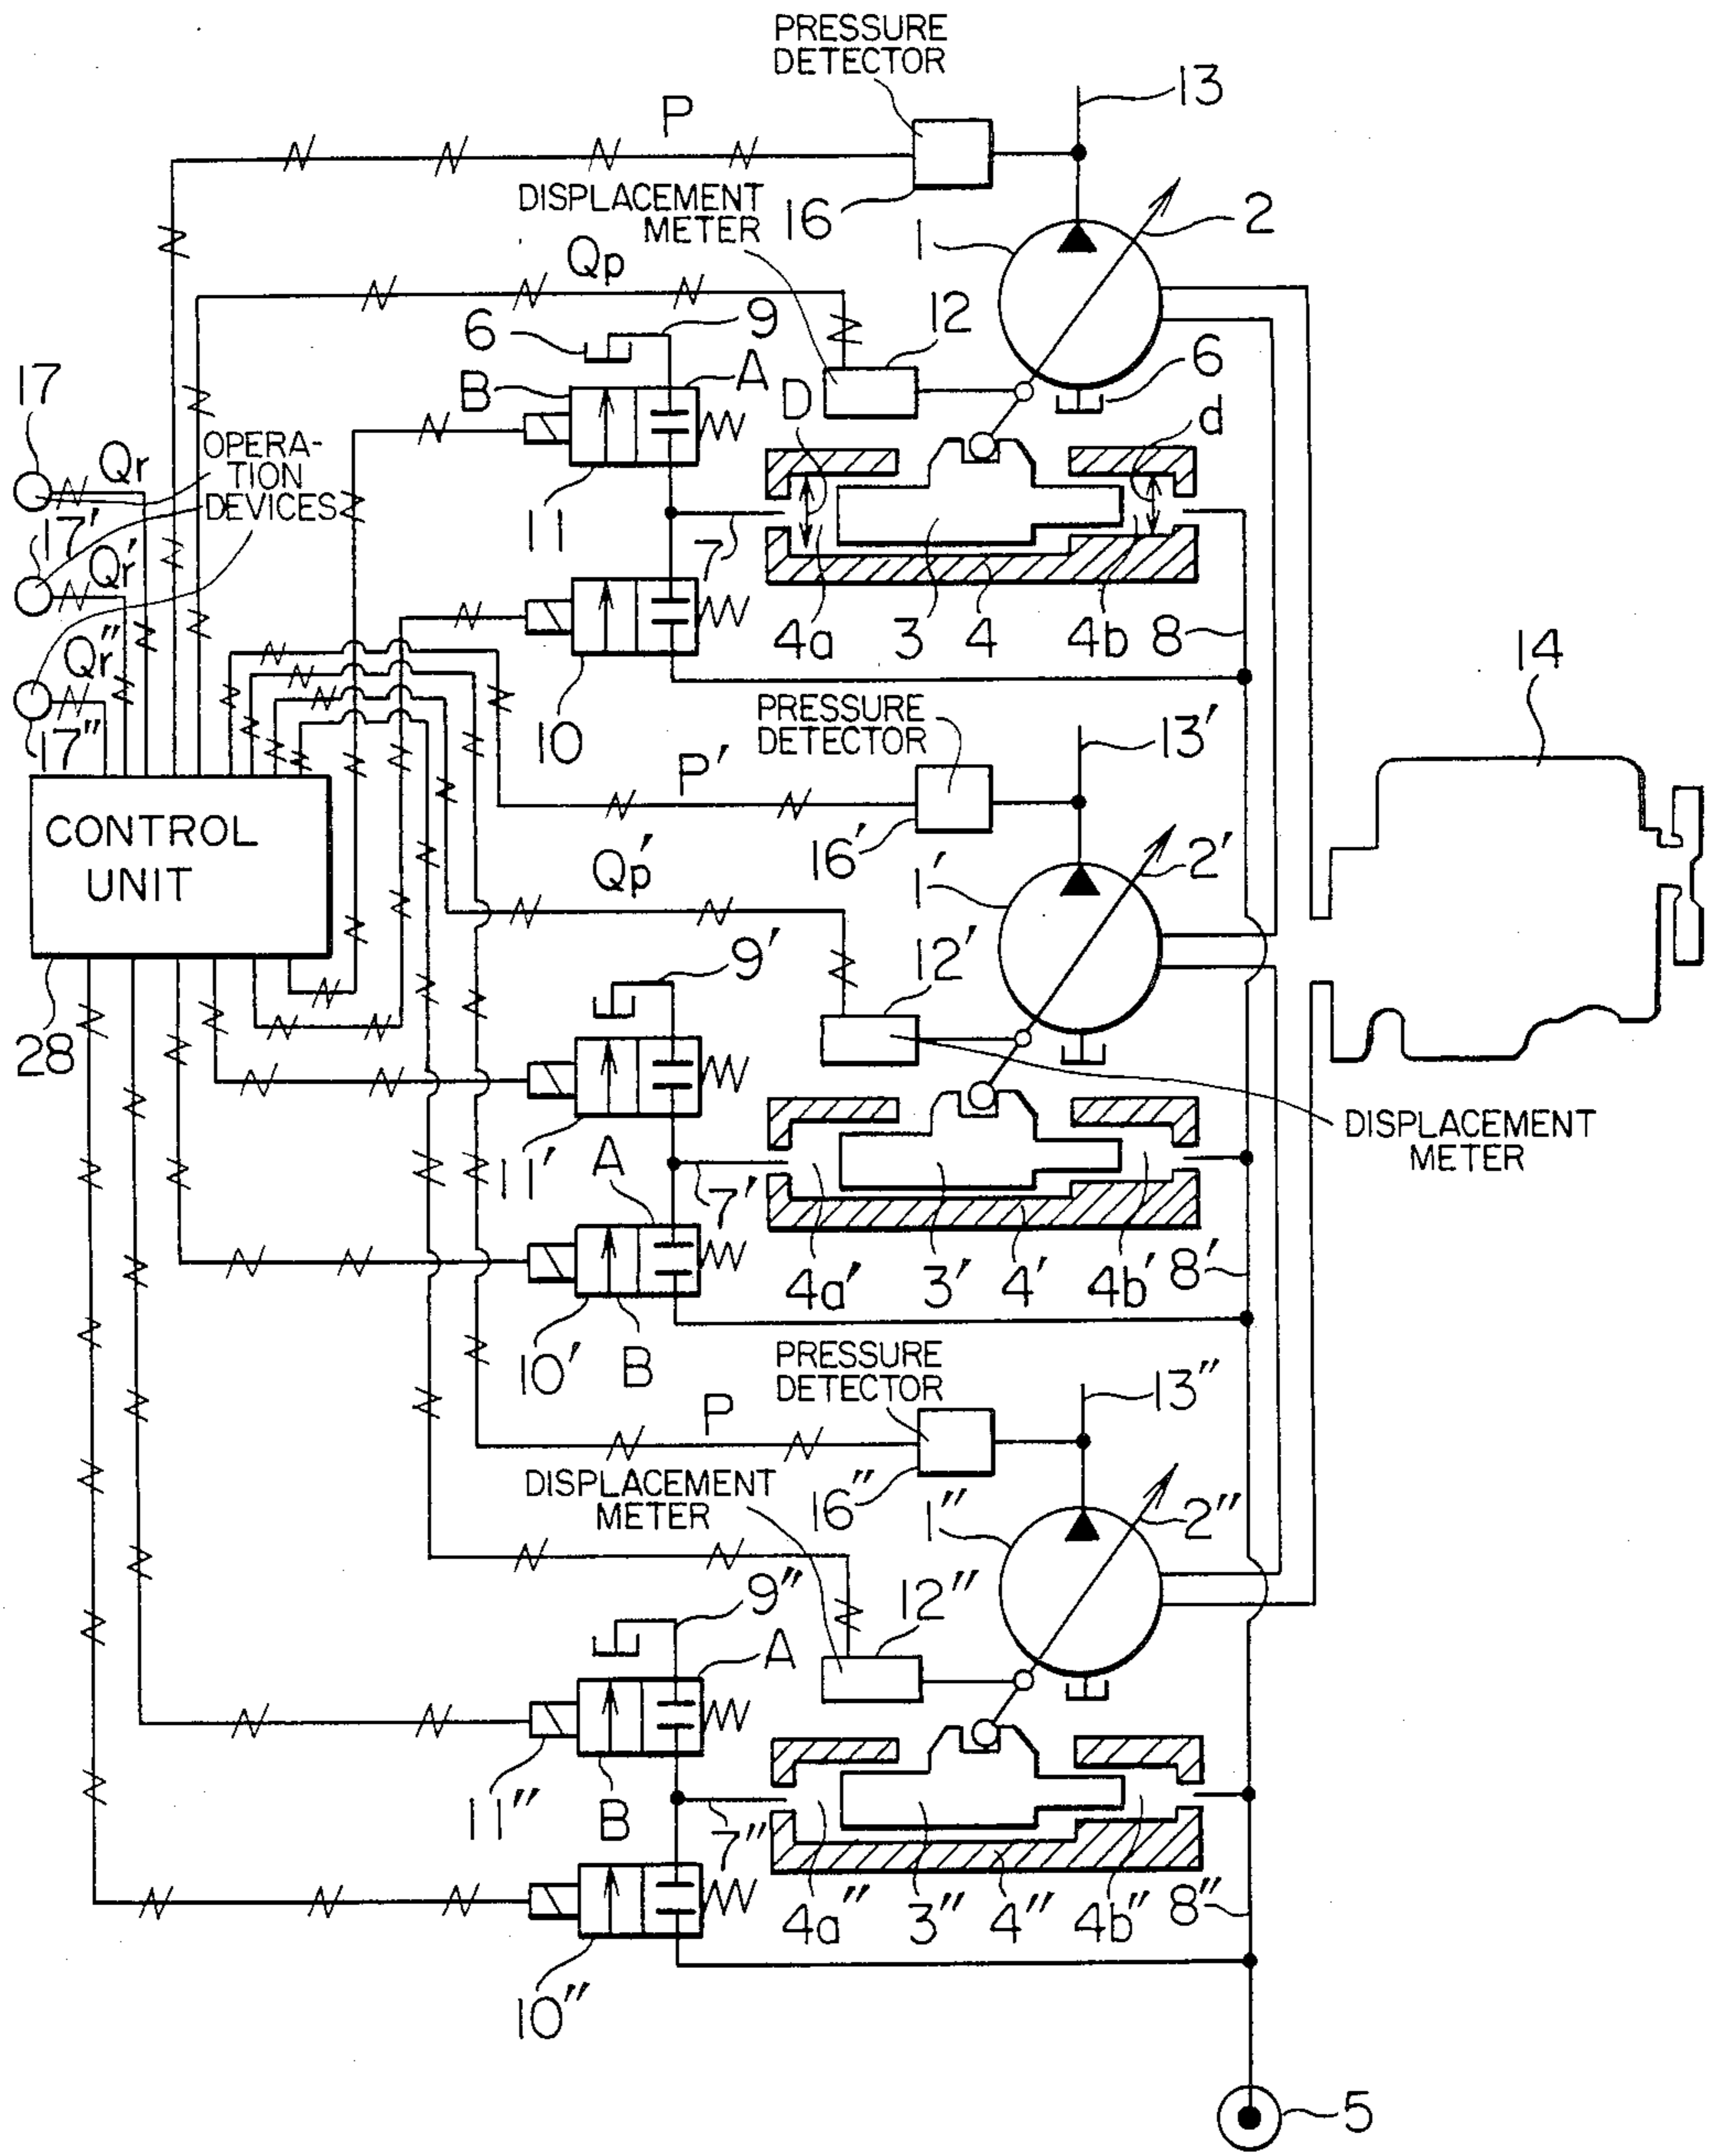 PRESSURE
DETECTOR
13
P
DISPLACEMENT
METER
16
1
2
Qp
6
9
12
6
B
A
D
d
17
Qr
OPERA-
TION
DEVICES
17'
Qr'
11
7
4a
3
4
4b
8
Qr"
17"
10
14
PRESSURE
DETECTOR
13'
P'
16'
CONTROL
UNIT
Qp'
1'
2'
9'
12'
28
DISPLACEMENT
METER
11'
A
7'
4a'
3'
4'
4b'
8'
10'
B
PRESSURE
DETECTOR
13"
P
DISPLACEMENT
METER
16"
1"
2"
9"
12"
A
11"
B
7"
4a"
3"
4"
4b"
8"
10"
5